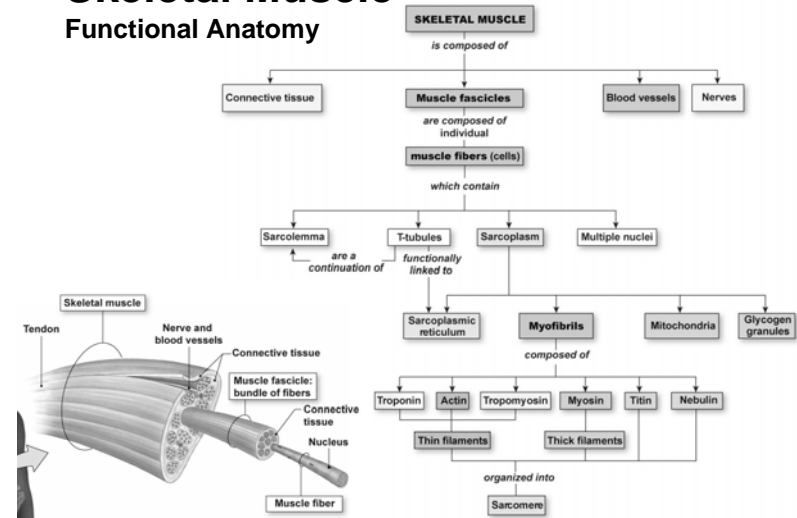 Functional Anatomy
SKELETAL MUSCLE
is composed of
Connective tissue
Muscle fascicles
Blood vessels
Nerves
are composed of
individual
muscle fibers (cells)
which contain
Sarcolemma
T-tubules
Sarcoplasm
Multiple nuclei
are a
continuation of
functionally
linked to
Sarcoplasmic
reticulum
Myofibrils
Mitochondria
Glycogen
granules
composed of
Troponin
Actin
Tropomyosin
Myosin
Titin
Nebulin
Thin filaments
Thick filaments
organized into
Sarcomere
Skeletal muscle
Tendon
Nerve and
blood vessels
Connective tissue
Muscle fascicle:
bundle of fibers
Connective
tissue
Nucleus
Muscle fiber